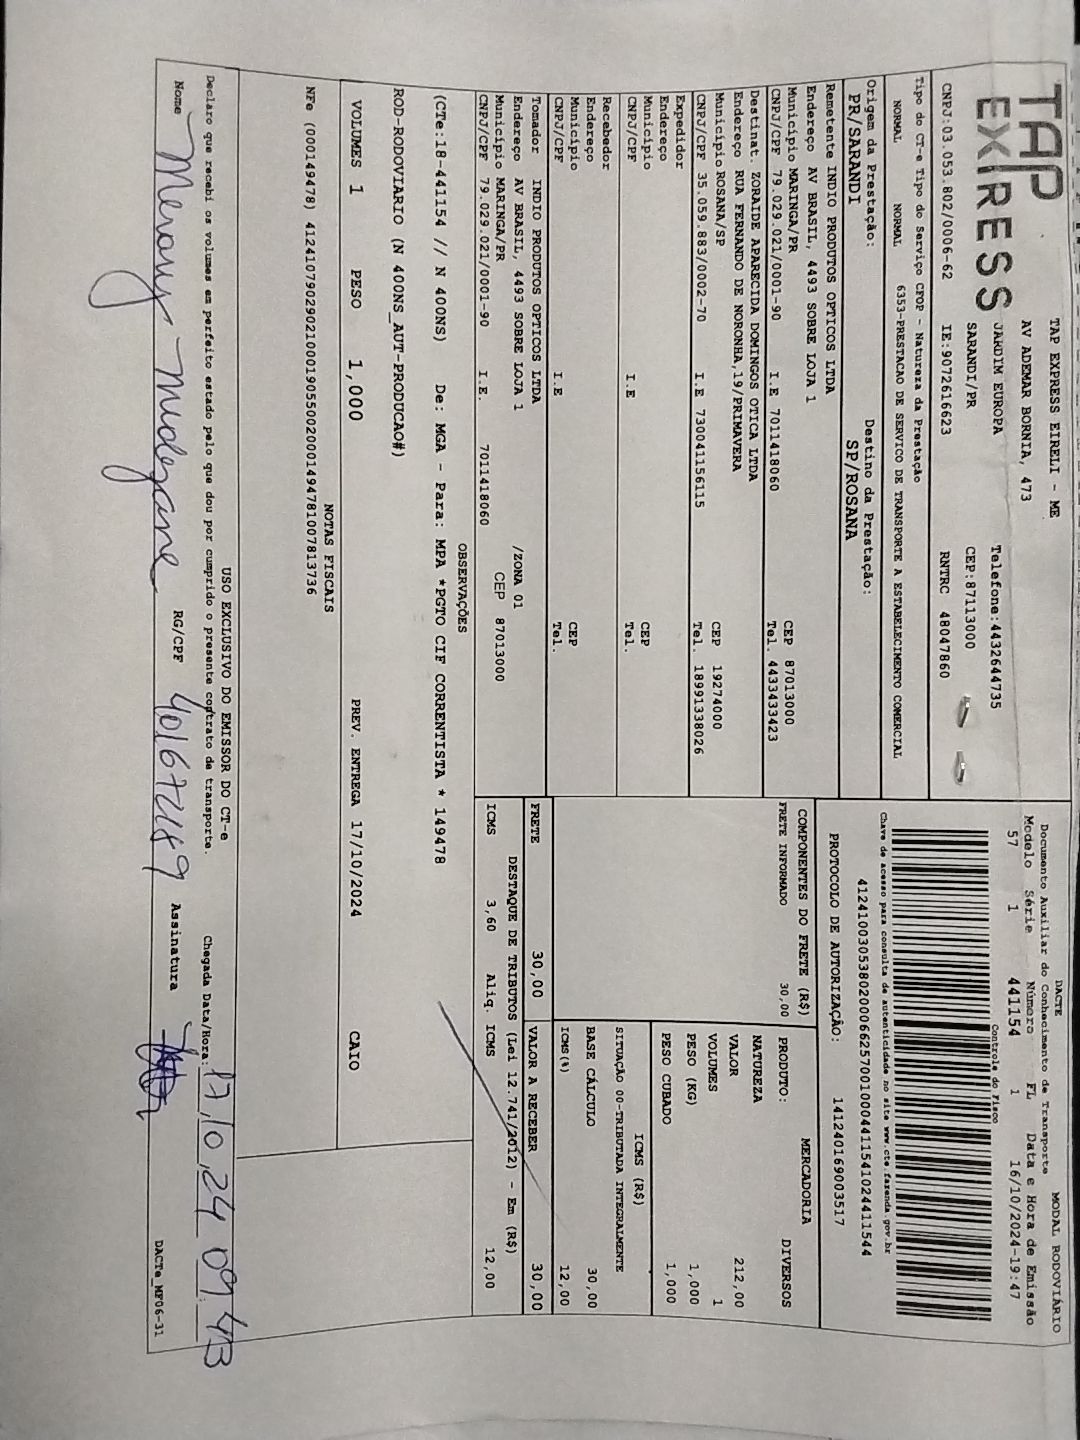 TAP
EXPRESS
TAP EXPRESS EIRELI - ME
AV ADEMAR BORNIA, 473
JARDIM EUROPA
SARANDI/PR
Telefone:4432644735
CEP:87113000
CNPJ:03.053.802/0006-62 IE:9072616623 RNTRC 48047860
DACTE
Documento Auxiliar do Conhecimento de Transporte
MODAL RODOVIÁRIO
Modelo Série Número FL Data e Hora de Emissão
57 1 441154 1 16/10/2024-19:47
Controle do Fisco
Chave de acesso para consulta de autenticidade no site www.cte.fazenda.gov.br
41241003053802000662570010004411541024411544
PROTOCOLO DE AUTORIZAÇÃO: 141240169003517
Tipo do CT-e Tipo do Serviço CFOP - Natureza da Prestação
NORMAL NORMAL 6353-PRESTACAO DE SERVICO DE TRANSPORTE A ESTABELECIMENTO COMERCIAL
Origem da Prestação: Destino da Prestação:
PR/SARANDI SP/ROSANA
Remetente INDIO PRODUTOS OPTICOS LTDA
Endereço AV BRASIL, 4493 SOBRE LOJA 1
Município MARINGA/PR CEP 87013000
CNPJ/CPF 79.029.021/0001-90 I.E 7011418060 Tel. 4433433423
Destinat. ZORAIDE APARECIDA DOMINGOS OTICA LTDA
Endereço RUA FERNANDO DE NORONHA,19/PRIMAVERA
Município ROSANA/SP CEP 19274000
CNPJ/CPF 35.059.883/0002-70 I.E 730041156115 Tel. 18991338026
Expedidor
Endereço
Município CEP
CNPJ/CPF I.E Tel.
Recebedor
Endereço
Município CEP
CNPJ/CPF I.E Tel.
Tomador INDIO PRODUTOS OPTICOS LTDA
Endereço AV BRASIL, 4493 SOBRE LOJA 1 /ZONA 01
Município MARINGA/PR CEP 87013000
CNPJ/CPF 79.029.021/0001-90 I.E. 7011418060
COMPONENTES DO FRETE (R$)
FRETE INFORMADO 30,00
MERCADORIA
PRODUTO: DIVERSOS
NATUREZA
VALOR 212,00
VOLUMES 1
PESO (KG) 1,000
PESO CUBADO 1,000
ICMS (R$)
SITUAÇÃO 00-TRIBUTADA INTEGRALMENTE
BASE CÁLCULO 30,00
ICMS(%) 12,00
FRETE 30,00 VALOR A RECEBER 30,00
DESTAQUE DE TRIBUTOS (Lei 12.741/2012) - Em (R$)
ICMS 3,60 Aliq. ICMS 12,00
OBSERVAÇÕES
(CTe:18-441154 // N 400NS) De: MGA - Para: MPA *PGTO CIF CORRENTISTA * 149478
ROD-RODOVIARIO (N 400NS_AUT-PRODUCAO#)
VOLUMES 1 PESO 1,000 PREV. ENTREGA 17/10/2024 CAIO
NOTAS FISCAIS
NFe (000149478) 41241079029021000190550020001494781007813736
USO EXCLUSIVO DO EMISSOR DO CT-e
Declaro que recebi os volumes em perfeito estado pelo que dou por cumprido o presente contrato de transporte. Chegada Data/Hora: 17,10,24 09:43
Nome RG/CPF 401674189 Assinatura
DACTe_MF06-31